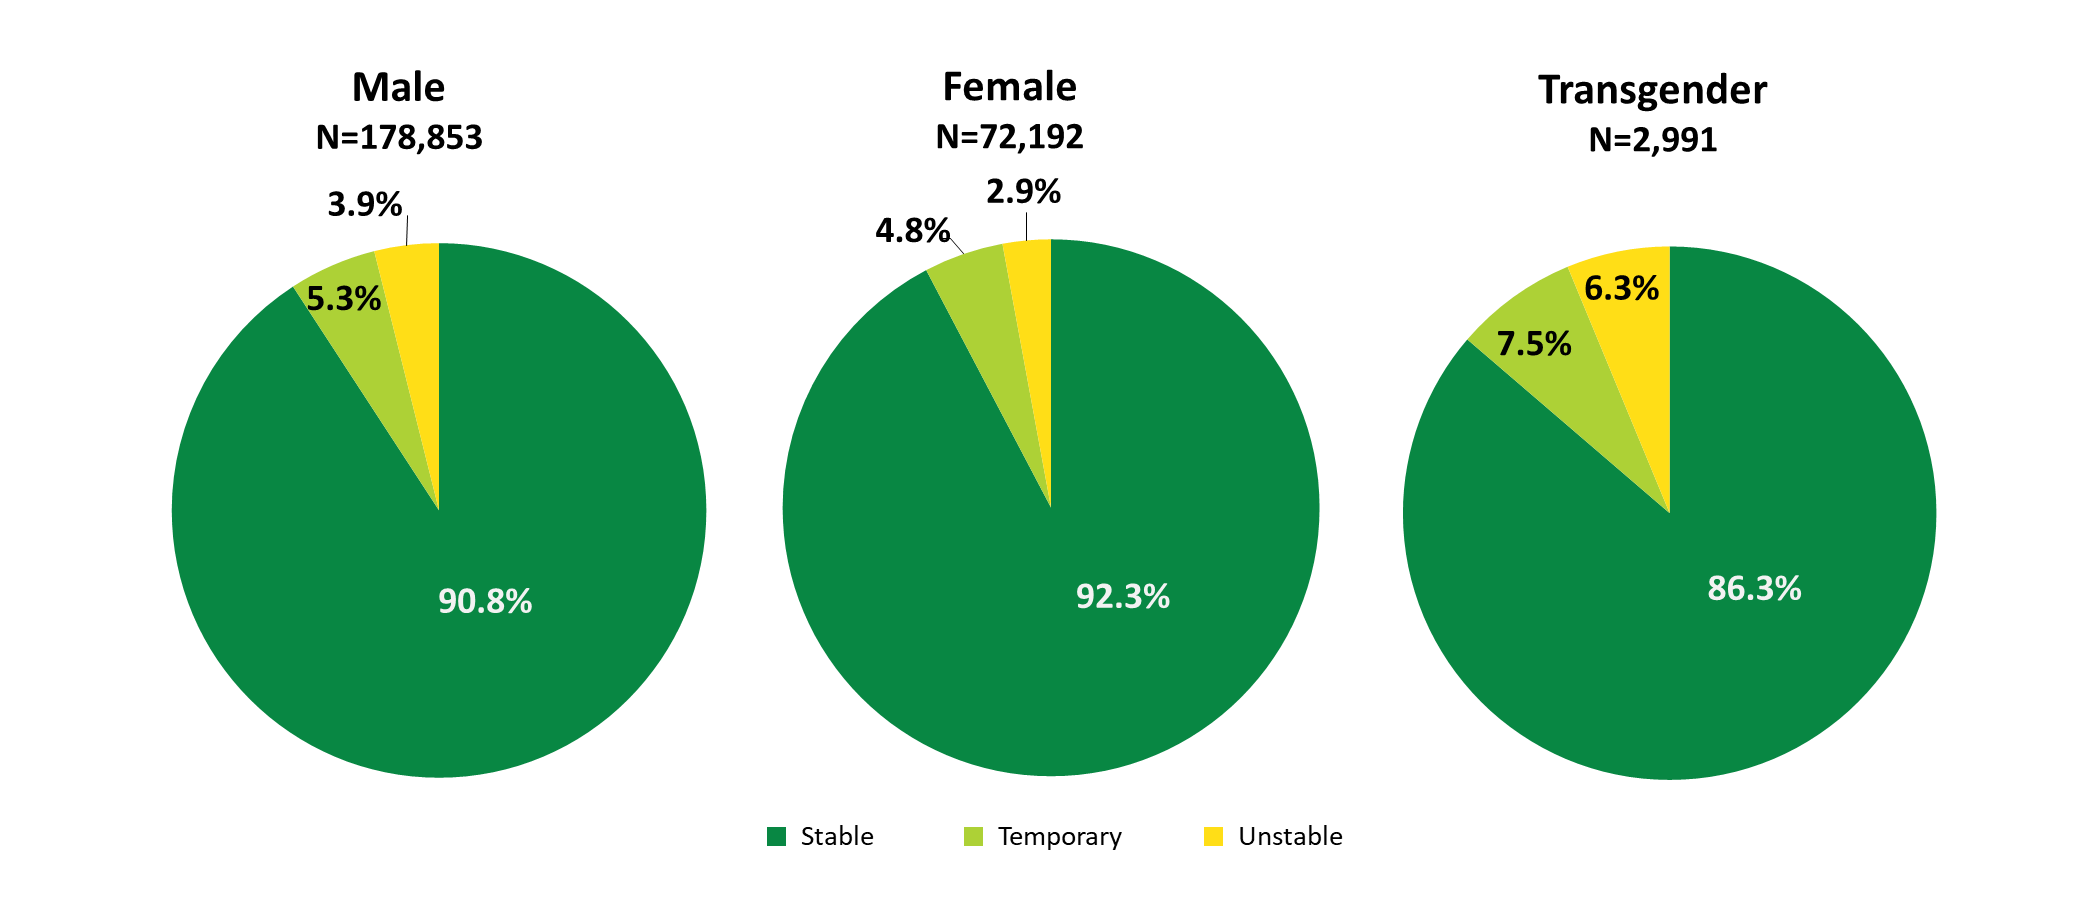 Male
N=178,853
3.9%
5.3%
90.8%
Female
N=72,192
2.9%
4.8%
92.3%
Transgender
N=2,991
6.3%
7.5%
86.3%
Stable
Temporary
Unstable